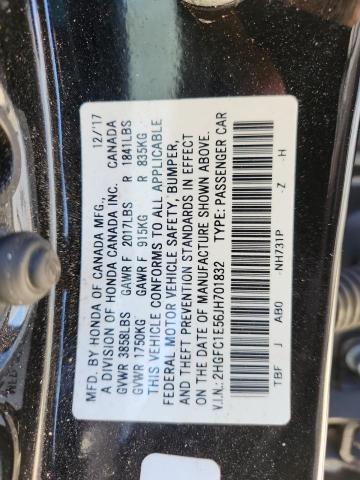 MFD. BY HONDA OF CANADA MFG., 12/'17
A DIVISION OF HONDA CANADA INC. CANADA
GVWR 3858LBS GAWR F 2017LBS R 1841LBS
GVWR 1750KG GAWR F 915KG R 835KG
THIS VEHICLE CONFORMS TO ALL APPLICABLE
FEDERAL MOTOR VEHICLE SAFETY, BUMPER,
AND THEFT PREVENTION STANDARDS IN EFFECT
ON THE DATE OF MANUFACTURE SHOWN ABOVE.
V.I.N.: 2HGFC1E56JH701832 TYPE: PASSENGER CAR
TBF J AB0 NH731P -Z -H